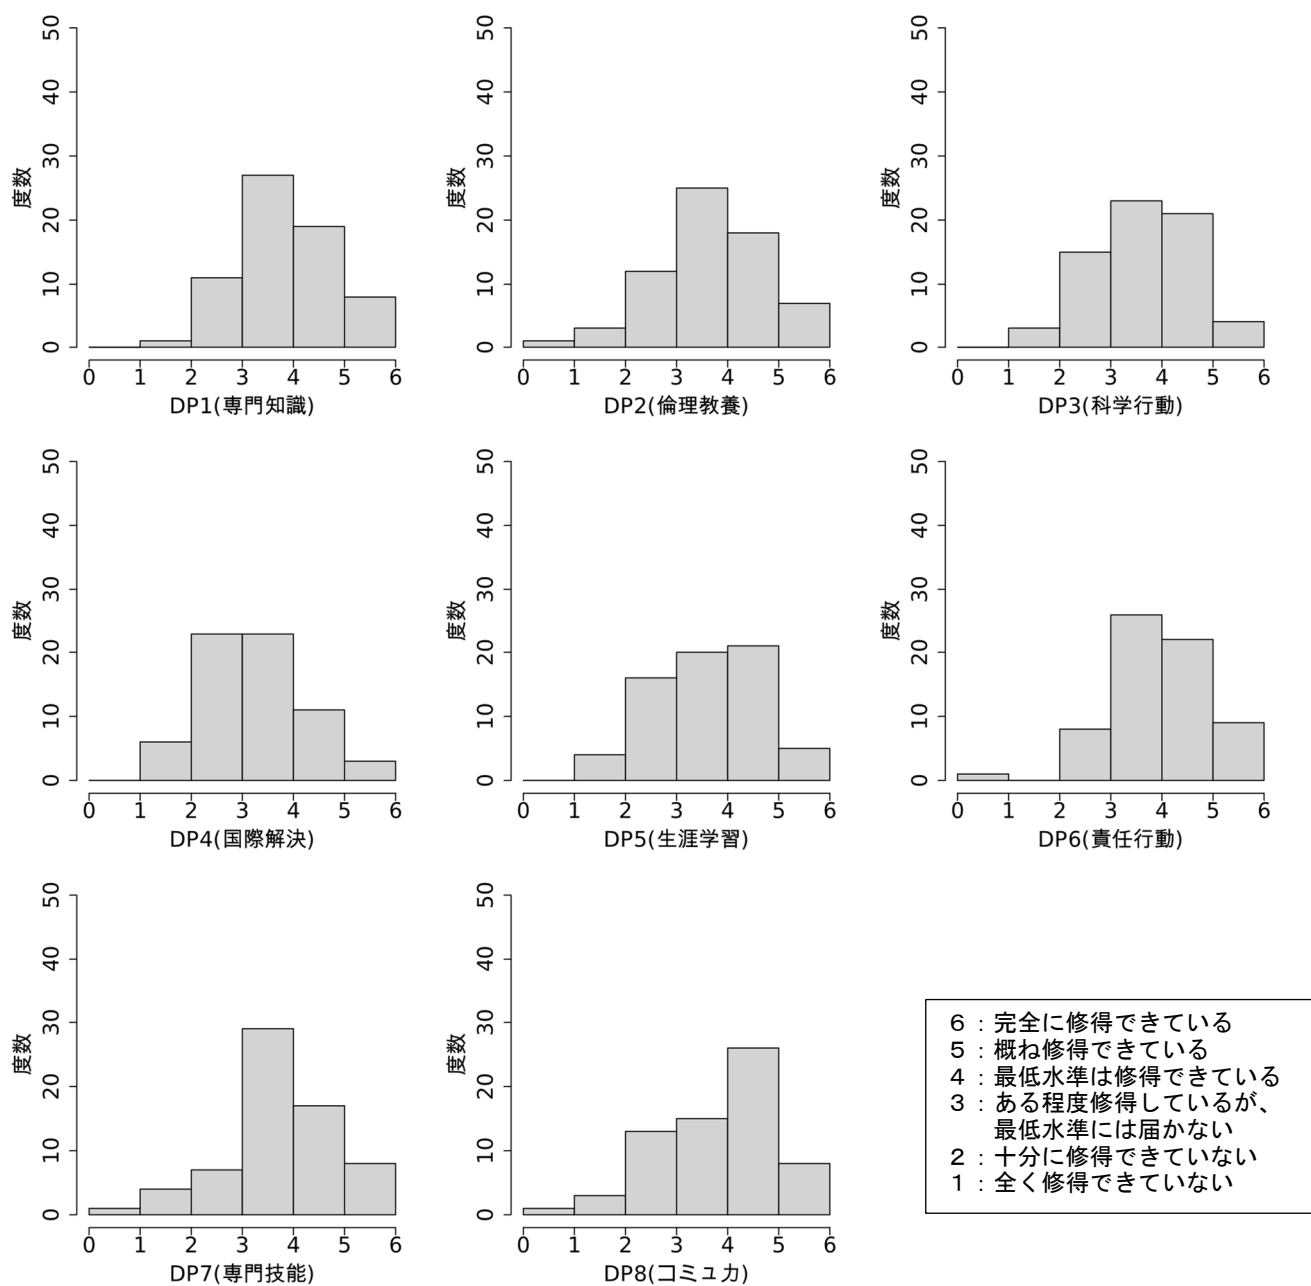 50
40
30
20
10
0
度数
0 1 2 3 4 5 6
DP1(専門知識)
50
40
30
20
10
0
度数
0 1 2 3 4 5 6
DP2(倫理教養)
50
40
30
20
10
0
度数
0 1 2 3 4 5 6
DP3(科学行動)
50
40
30
20
10
0
度数
0 1 2 3 4 5 6
DP4(国際解決)
50
40
30
20
10
0
度数
0 1 2 3 4 5 6
DP5(生涯学習)
50
40
30
20
10
0
度数
0 1 2 3 4 5 6
DP6(責任行動)
50
40
30
20
10
0
度数
0 1 2 3 4 5 6
DP7(専門技能)
50
40
30
20
10
0
度数
0 1 2 3 4 5 6
DP8(コミュ力)
6：完全に修得できている
5：概ね修得できている
4：最低水準は修得できている
3：ある程度修得しているが、
最低水準には届かない
2：十分に修得できていない
1：全く修得できていない